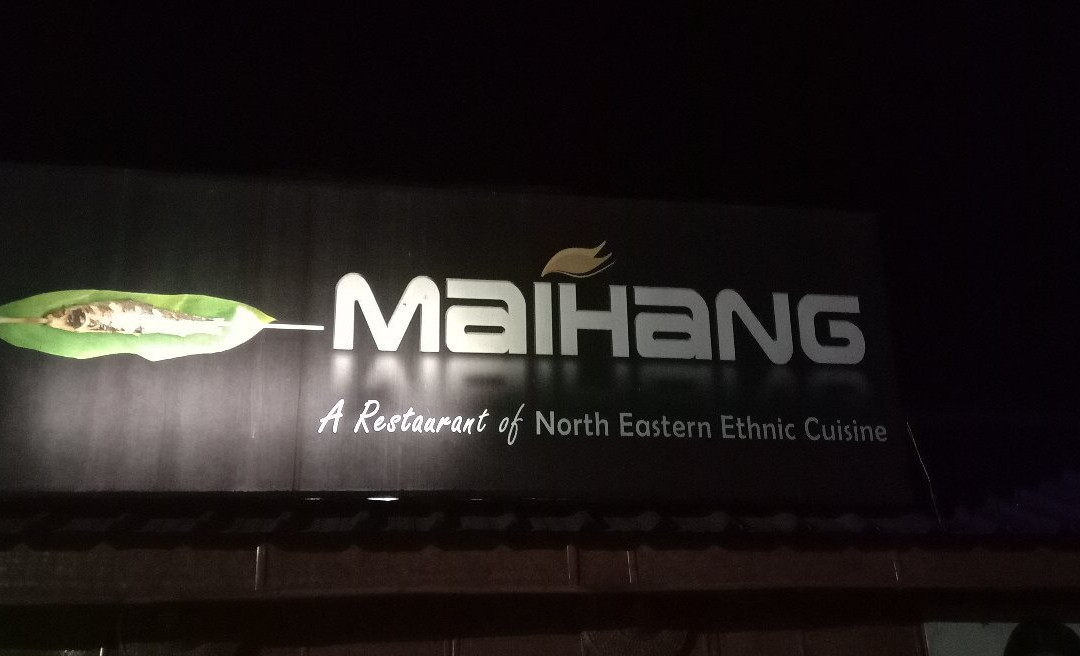 MaiHaNG
A Restaurant of North Eastern Ethnic Cuisine